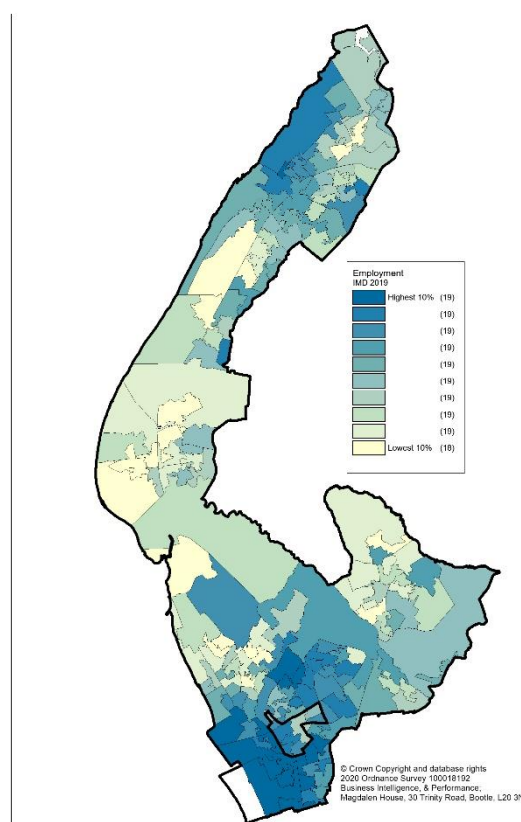 Employment
IMD 2019
Highest 10% (19)
(19)
(19)
(19)
(19)
(19)
(19)
(19)
(19)
Lowest 10% (18)
© Crown Copyright and database rights
2020 Ordnance Survey 100018192
Business Intelligence, & Performance,
Magdalen House, 30 Trinity Road, Bootle, L20